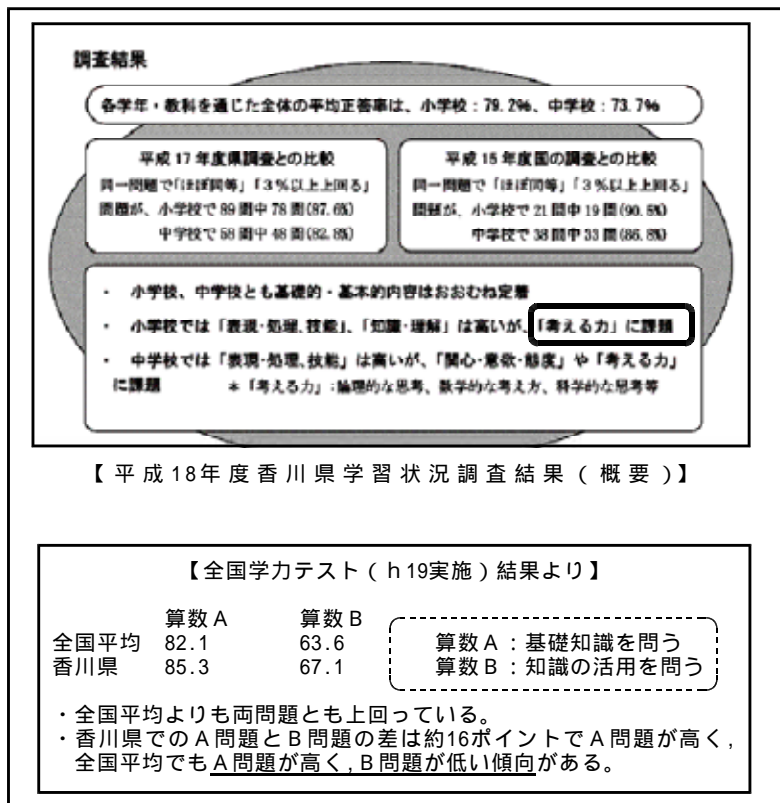 調査結果
各学年・教科を通じた全体の平均正答率は、小学校：79.2%、中学校：73.7%
平成17年度県調査との比較
同一問題で「ほぼ同等」「3％以上上回る」
問題が、小学校で89問中78問(87.6%)
中学校で58問中48問(82.8%)
平成15年度国の調査との比較
同一問題で「ほぼ同等」「3％以上上回る」
問題が、小学校で21問中19問(90.5%)
中学校で38問中33問(86.8%)
・ 小学校、中学校とも基礎的・基本的内容はおおむね定着
・ 小学校では「表現・処理、技能」、「知識・理解」は高いが、「考える力」に課題
・ 中学校では「表現・処理、技能」は高いが、「関心・意欲・態度」や「考える力」
に課題 ＊「考える力」：論理的な思考、数学的な考え方、科学的な思考等
【平成18年度香川県学習状況調査結果（概要）】
【全国学力テスト（ｈ19実施）結果より】
算数Ａ 算数Ｂ
全国平均 82.1 63.6 算数Ａ：基礎知識を問う
香川県 85.3 67.1 算数Ｂ：知識の活用を問う
・全国平均よりも両問題とも上回っている。
・香川県でのＡ問題とＢ問題の差は約16ポイントでＡ問題が高く，
全国平均でもＡ問題が高く，Ｂ問題が低い傾向がある。